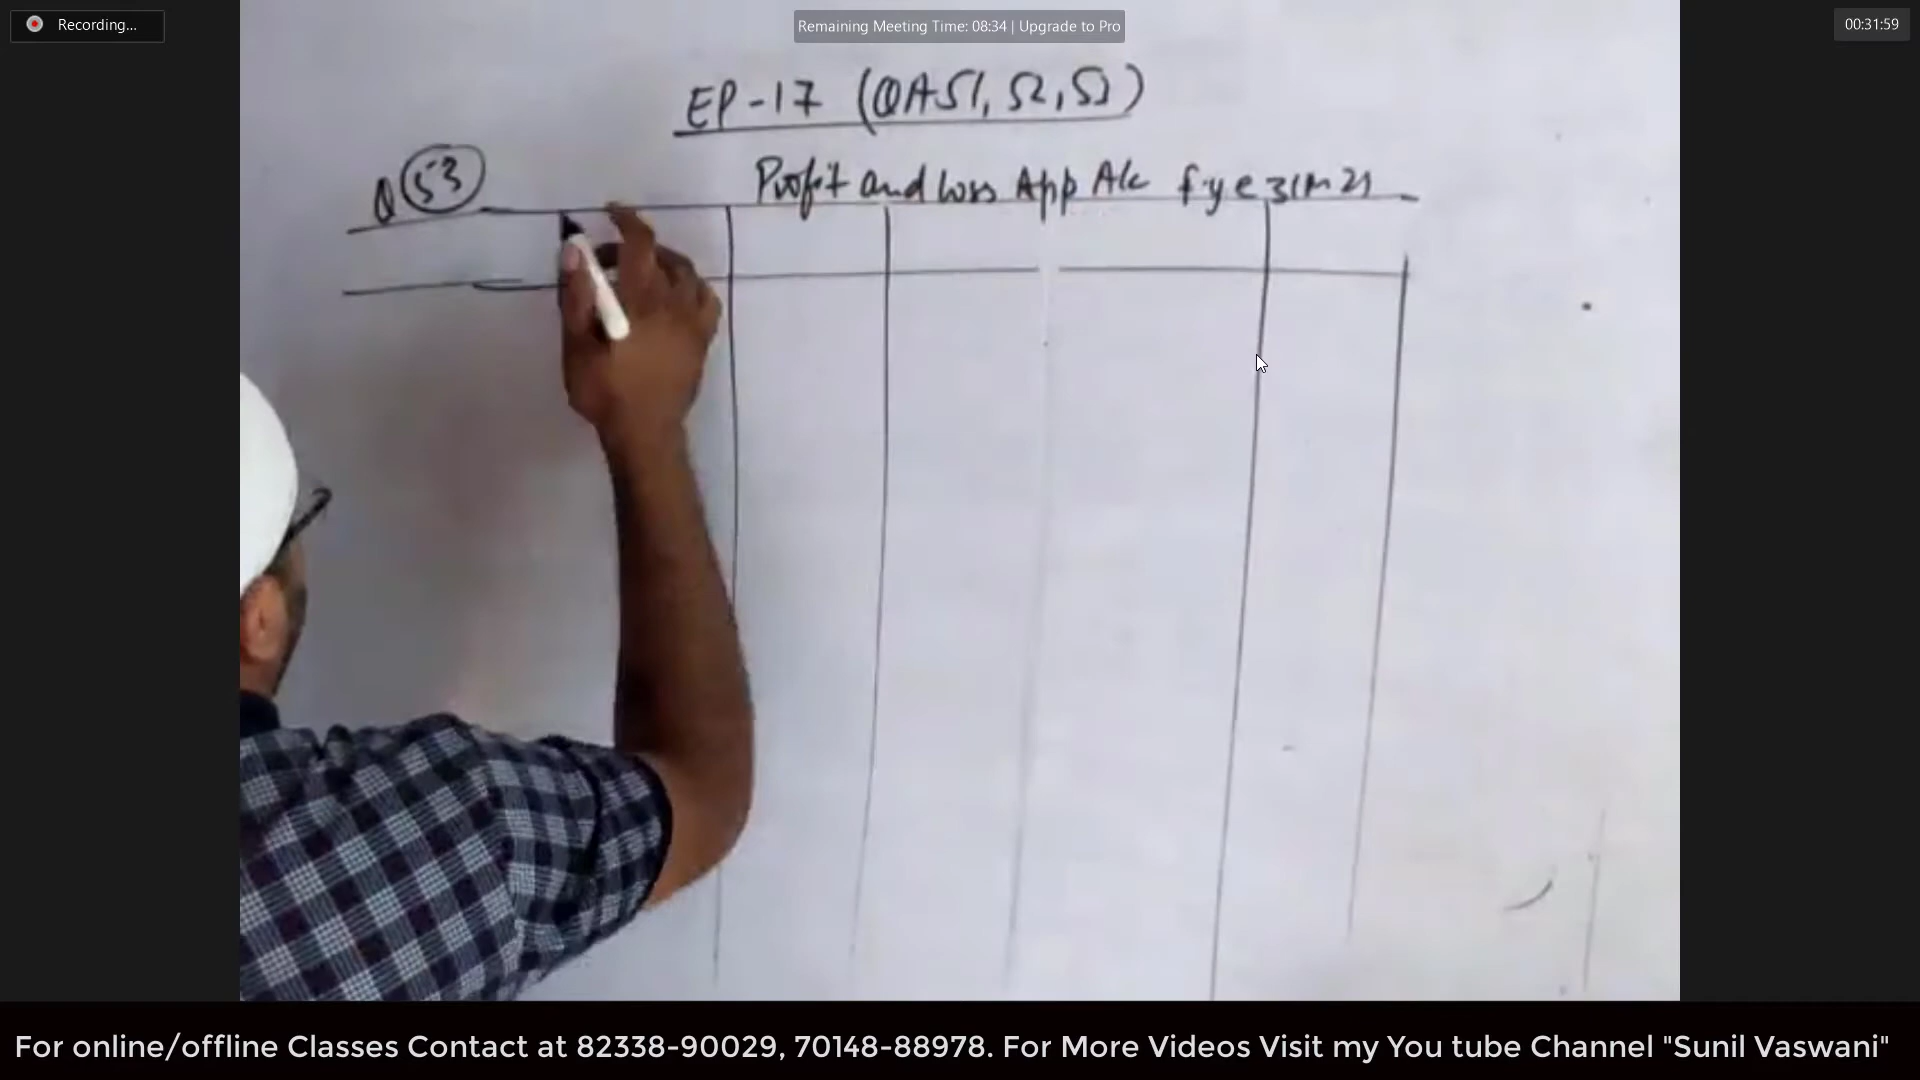 Recording...
Remaining Meeting Time: 08:34 | Upgrade to Pro
00:31:59
EP-17 (QA51, 52, 53)
Q 53
Profit and Loss App A/c f y e 31 M 21
For online/offline Classes Contact at 82338-90029, 70148-88978. For More Videos Visit my You tube Channel "Sunil Vaswani"